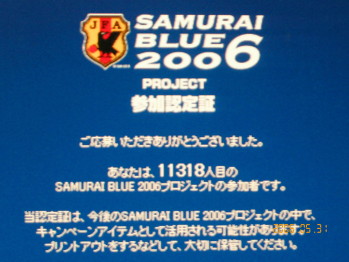 JFA
SAMURAI
BLUE
2006
PROJECT
参加認定証
ご応募いただきありがとうございました。
あなたは、11318人目の
SAMURAI BLUE 2006プロジェクトの参加者です。
当認定証は、今後のSAMURAI BLUE 2006プロジェクトの中で、
キャンペーンアイテムとして活用される可能性があります。
プリントアウトをするなどして、大切に保管してください。